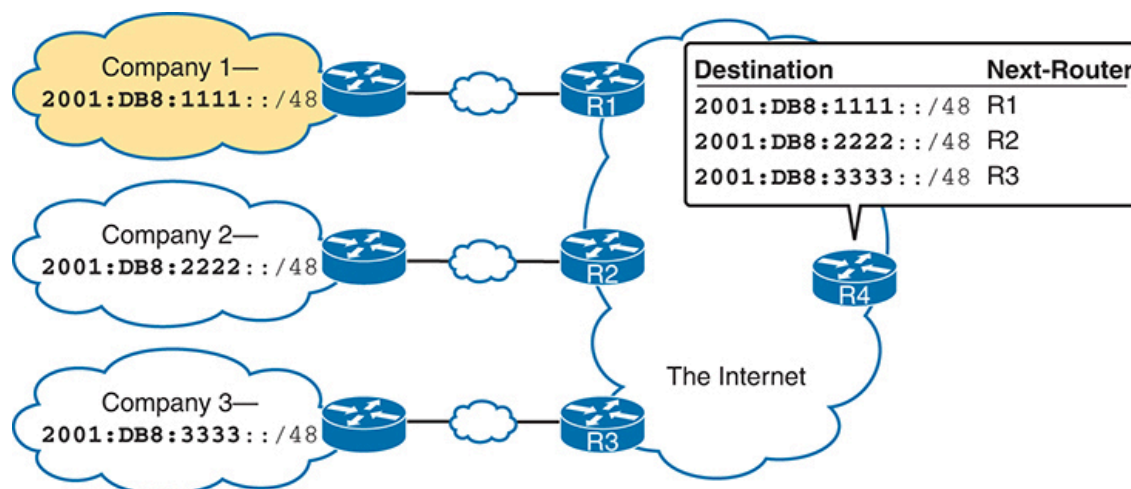 Company 1—
2001:DB8:1111::/48
R1
Destination Next-Router
2001:DB8:1111::/48 R1
2001:DB8:2222::/48 R2
2001:DB8:3333::/48 R3
Company 2—
2001:DB8:2222::/48
R2
R4
The Internet
Company 3—
2001:DB8:3333::/48
R3